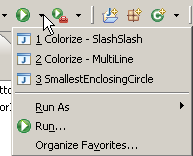 1 Colorize - SlashSlash
2 Colorize - MultiLine
3 SmallestEnclosingCircle
Run As
Run...
Organize Favorites...